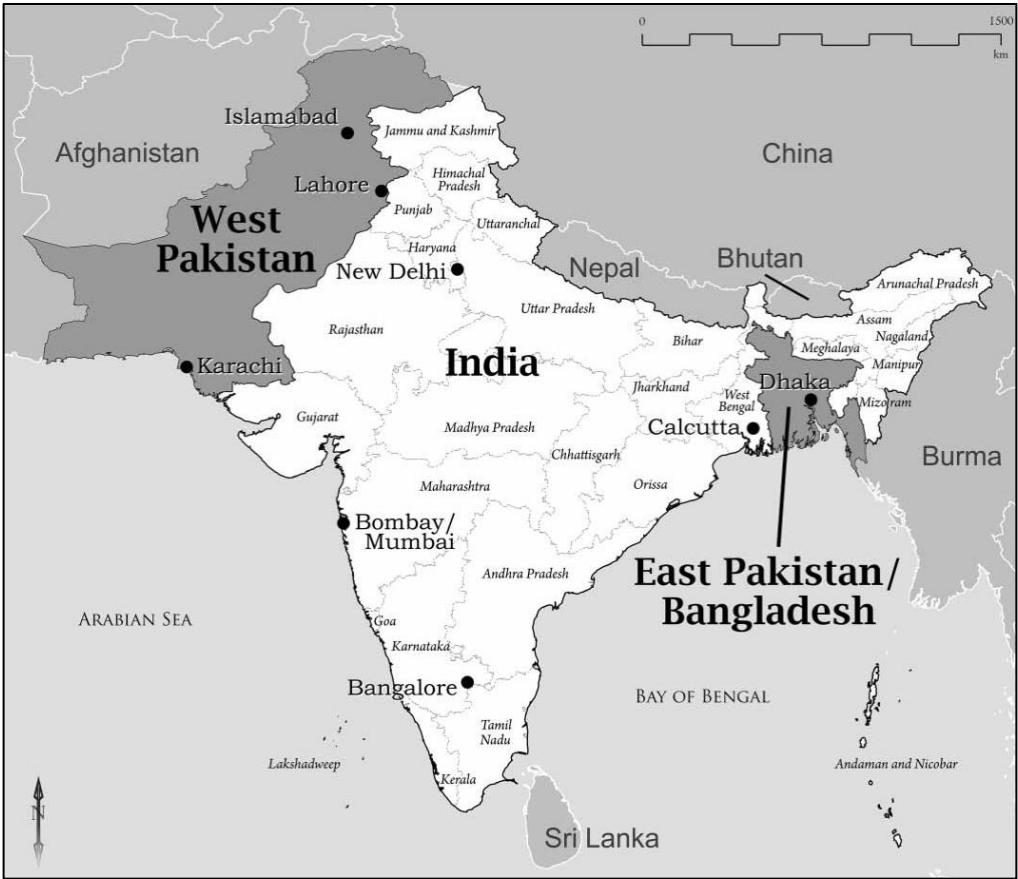 0 1500
km
Islamabad
Jammu and Kashmir
Afghanistan
China
Himachal
Pradesh
Lahore
Punjab
Uttaranchal
West
Pakistan
Haryana
New Delhi
Nepal
Bhutan
Arunachal Pradesh
Uttar Pradesh
Assam
Rajasthan
Nagaland
Bihar
Meghalaya
India
Manipur
Karachi
Jharkhand
Dhaka
West
Bengal
Mizoram
Gujarat
Madhya Pradesh
Calcutta
Chhattisgarh
Burma
Maharashtra
Orissa
Bombay/
Mumbai
Andhra Pradesh
East Pakistan/
Bangladesh
Arabian Sea
Goa
Karnataka
Bangalore
Bay of Bengal
Tamil
Nadu
Lakshadweep
Kerala
Andaman and Nicobar
N
Sri Lanka